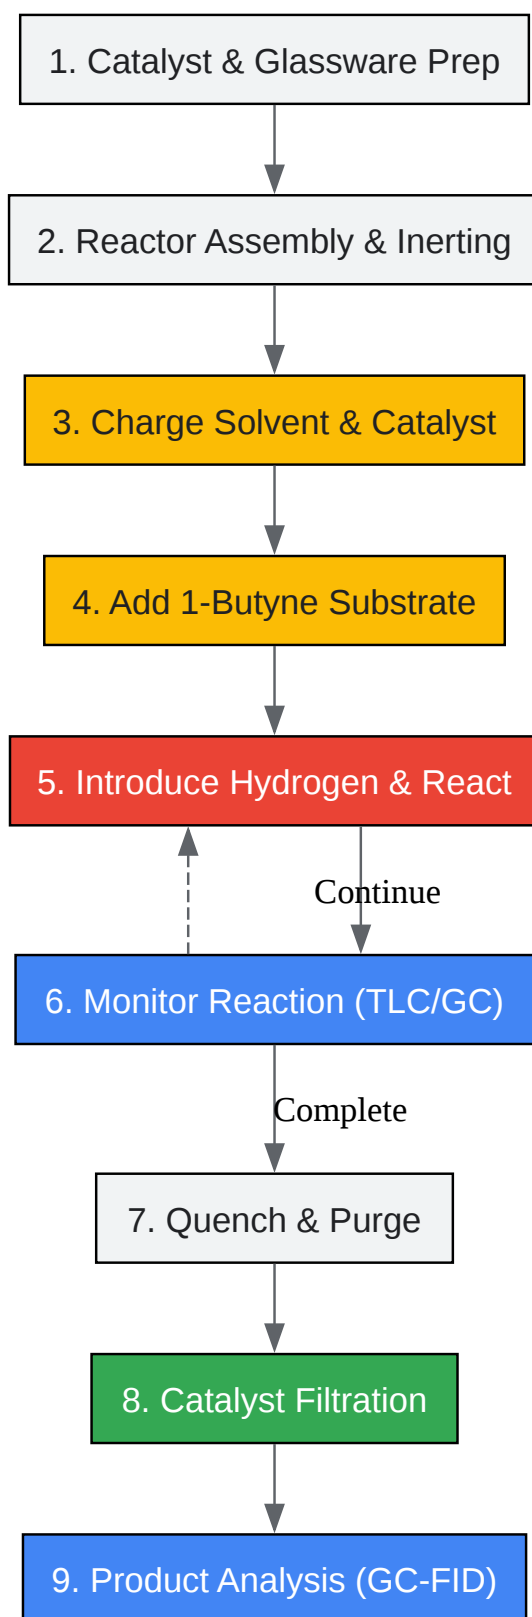 1. Catalyst & Glassware Prep
2. Reactor Assembly & Inerting
3. Charge Solvent & Catalyst
4. Add 1-Butyne Substrate
5. Introduce Hydrogen & React
Continue
6. Monitor Reaction (TLC/GC)
Complete
7. Quench & Purge
8. Catalyst Filtration
9. Product Analysis (GC-FID)